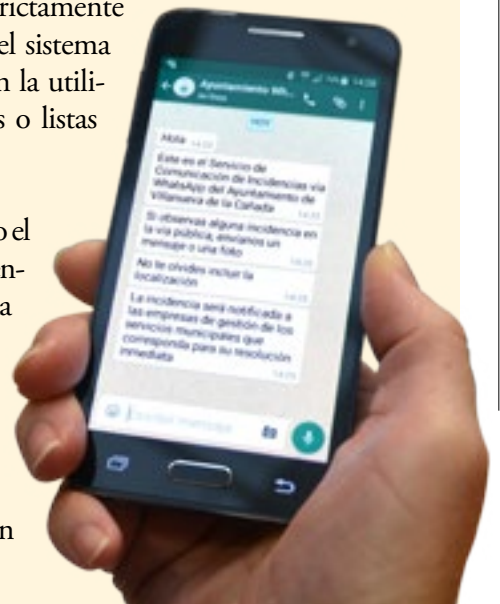 rictamente
el sistema
n la utili-
s o listas
o el
n-
a
n
Ayuntamiento Wh...
HOY
Hola
Este es el Servicio de
Comunicación de Incidencias vía
WhatsApp del Ayuntamiento de
Villanueva de la Cañada
Si observas alguna incidencia en
la vía pública, envíanos un
mensaje o una foto
No te olvides incluir la
localización
La incidencia será notificada a
las empresas de gestión de los
servicios municipales que
corresponda para su resolución
inmediata